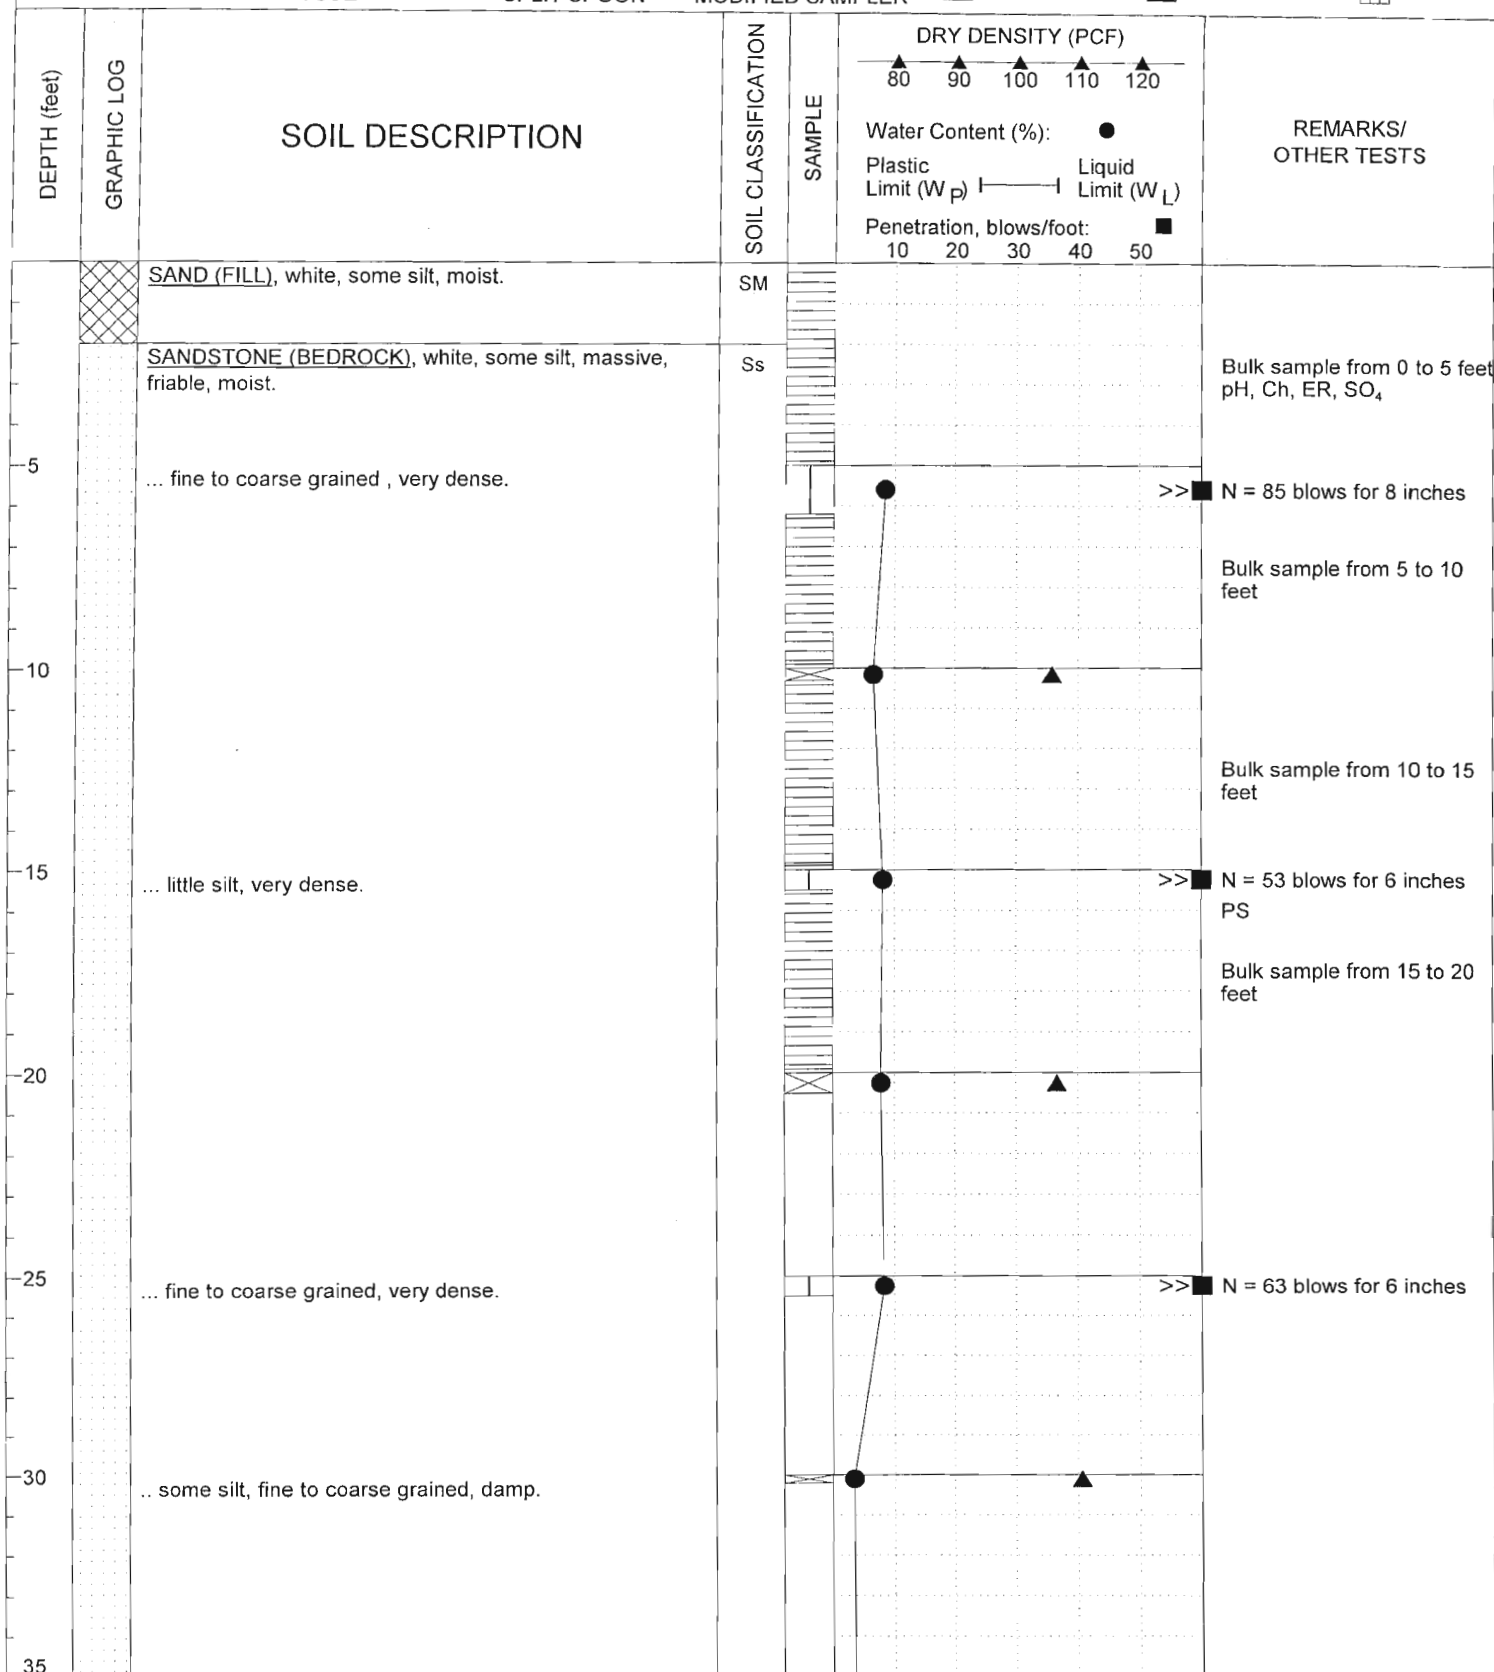 DEPTH (feet)
GRAPHIC LOG
SOIL DESCRIPTION
SOIL CLASSIFICATION
SAMPLE
DRY DENSITY (PCF)
80 90 100 110 120
Water Content (%):
Plastic Limit (W P)
Liquid Limit (W L)
Penetration, blows/foot:
10 20 30 40 50
REMARKS/
OTHER TESTS
SAND (FILL), white, some silt, moist.
SM
SANDSTONE (BEDROCK), white, some silt, massive,
friable, moist.
Ss
Bulk sample from 0 to 5 feet
pH, Ch, ER, SO₄
5
... fine to coarse grained , very dense.
>> N = 85 blows for 8 inches
Bulk sample from 5 to 10
feet
10
Bulk sample from 10 to 15
feet
15
... little silt, very dense.
>> N = 53 blows for 6 inches
PS
Bulk sample from 15 to 20
feet
20
25
... fine to coarse grained, very dense.
>> N = 63 blows for 6 inches
30
.. some silt, fine to coarse grained, damp.
35